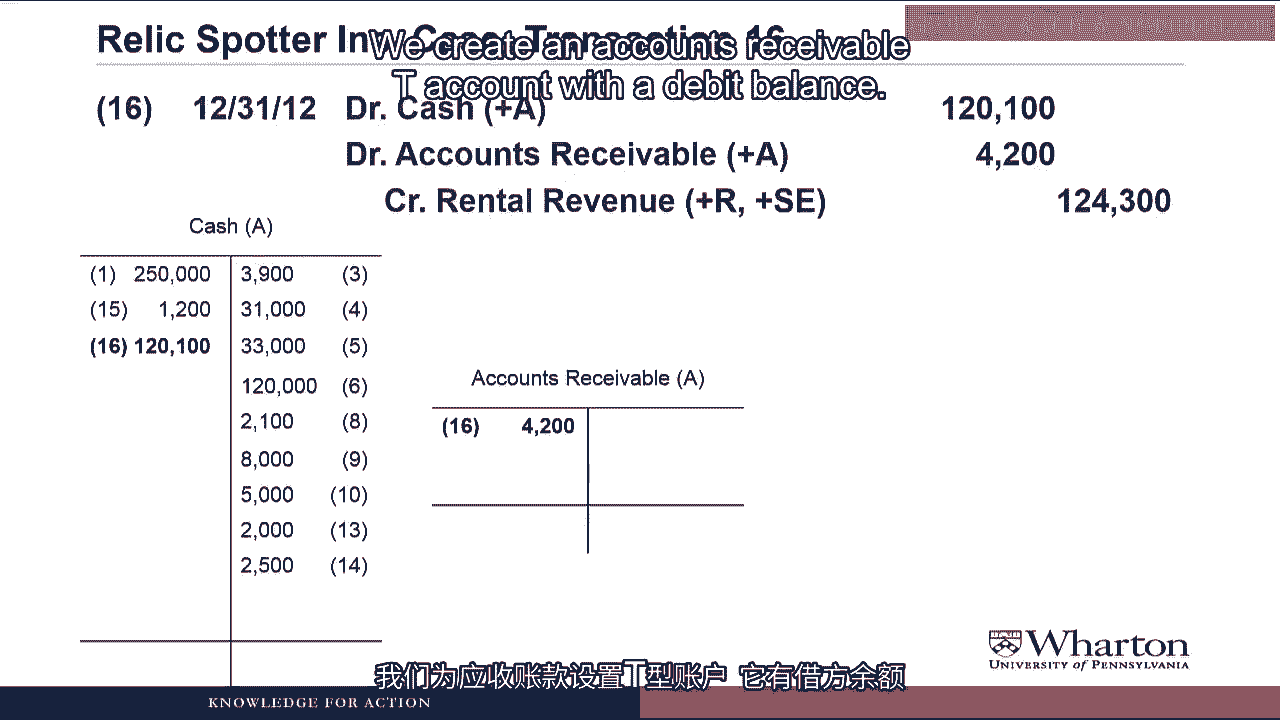 Relic Spotter Inc. Case: Transaction 16
We create an accounts receivable
T account with a debit balance.
(16) 12/31/12 Dr. Cash (+A) 120,100
Dr. Accounts Receivable (+A) 4,200
Cr. Rental Revenue (+R, +SE) 124,300
Cash (A)
(1) 250,000 3,900 (3)
(15) 1,200 31,000 (4)
(16) 120,100 33,000 (5)
120,000 (6)
2,100 (8)
8,000 (9)
5,000 (10)
2,000 (13)
2,500 (14)
Accounts Receivable (A)
(16) 4,200
Wharton
UNIVERSITY of PENNSYLVANIA
我们为应收账款设置T型账户 它有借方余额
KNOWLEDGE FOR ACTION